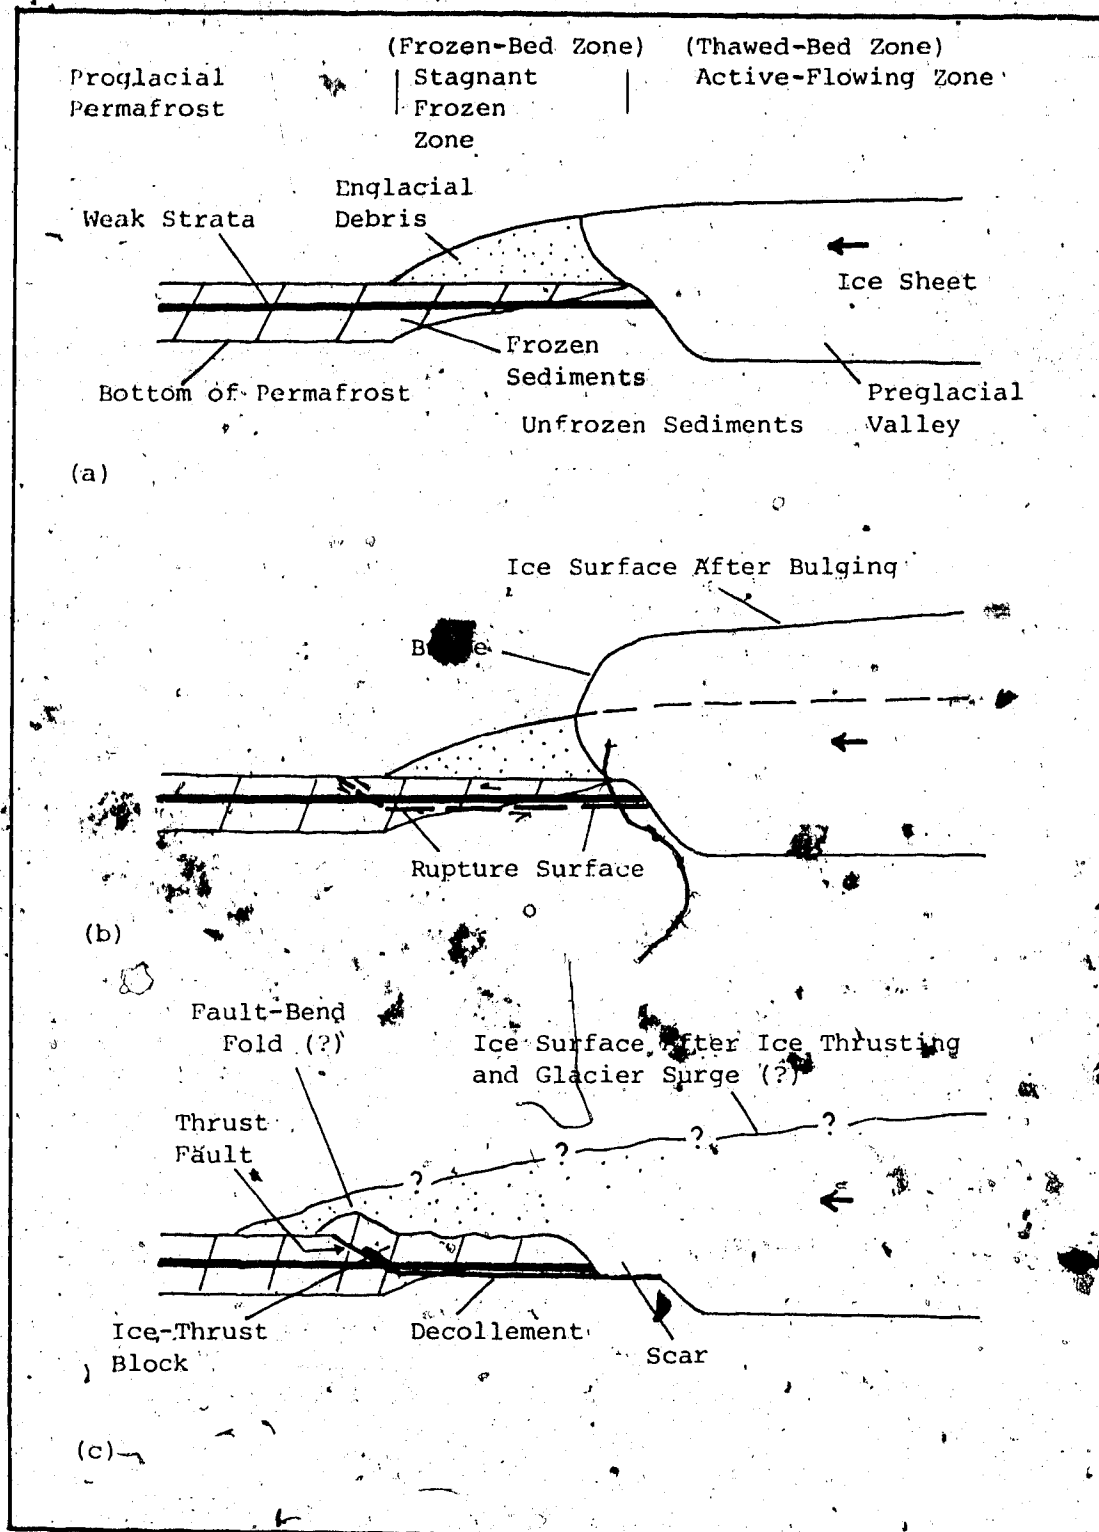 (Frozen-Bed Zone) (Thawed-Bed Zone)
Proglacial Stagnant Active-Flowing Zone
Permafrost Frozen
Zone
Englacial
Weak Strata Debris
Ice Sheet
Frozen
Sediments
Bottom of Permafrost Preglacial
Unfrozen Sediments Valley
(a)
Ice Surface After Bulging
Rupture Surface
(b)
Fault-Bend
Fold (?) Ice Surface After Ice Thrusting
and Glacier Surge (?)
Thrust
Fault
? ? ? ?
Ice-Thrust Decollement
Block Scar
(c)